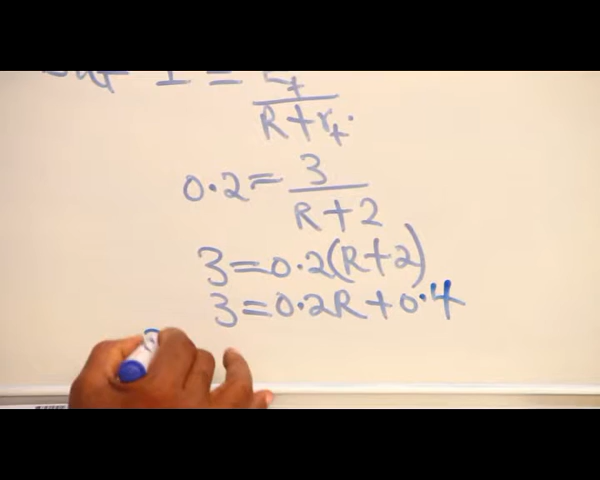 I = E_t
R + r_t.
0.2 = 3
R + 2
3 = 0.2(R + 2)
3 = 0.2R + 0.4